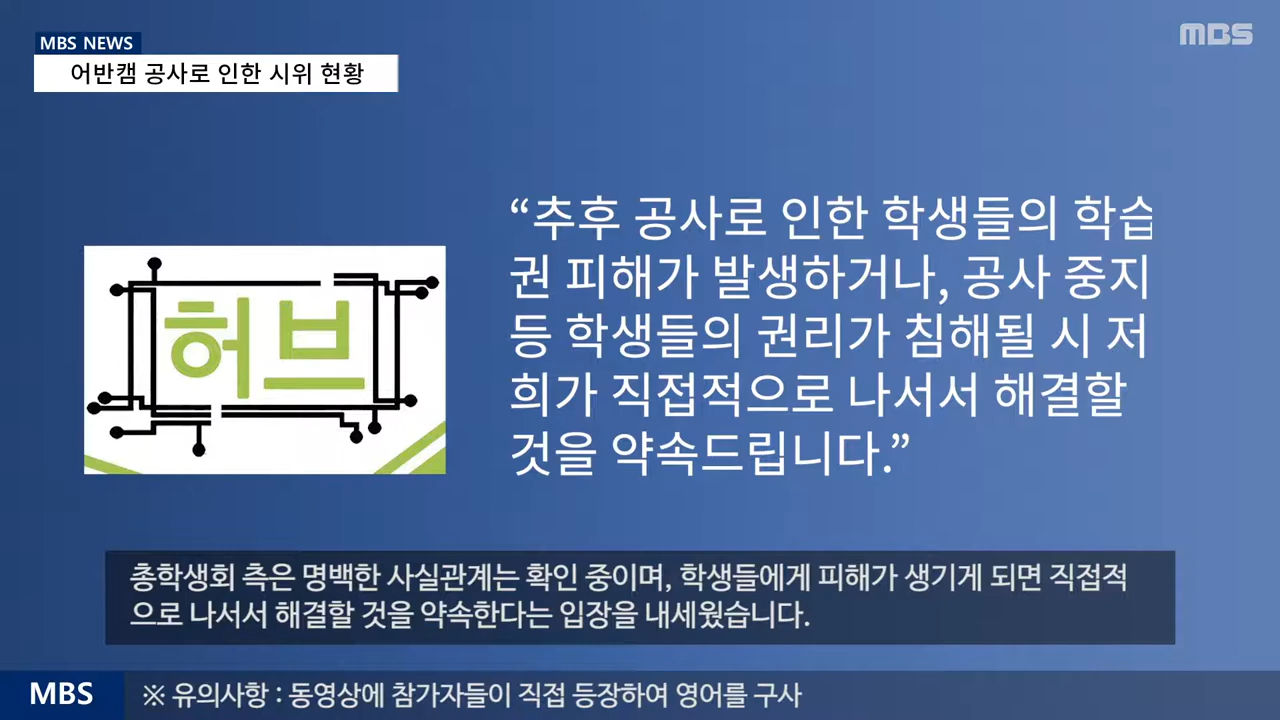 MBS NEWS
MBS
어반캠 공사로 인한 시위 현황
“추후 공사로 인한 학생들의 학습
권 피해가 발생하거나, 공사 중지
등 학생들의 권리가 침해될 시 저
희가 직접적으로 나서서 해결할
것을 약속드립니다.”
허브
총학생회 측은 명백한 사실관계는 확인 중이며, 학생들에게 피해가 생기게 되면 직접적
으로 나서서 해결할 것을 약속한다는 입장을 내세웠습니다.
MBS ※ 유의사항 : 동영상에 참가자들이 직접 등장하여 영어를 구사